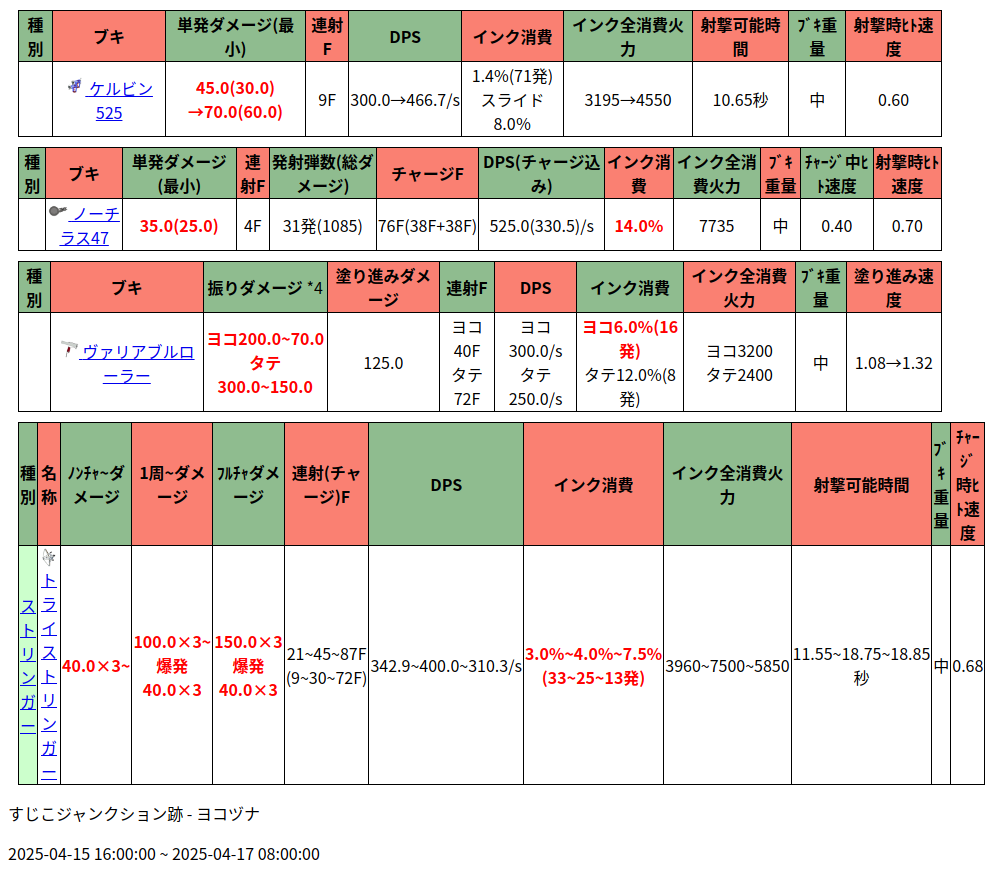 種別 ブキ 単発ダメージ(最小) 連射F DPS インク消費 インク全消費火力 射撃可能時間 ﾌﾞｷ重量 射撃時ﾋﾄ速度
ケルビン525 45.0(30.0)→70.0(60.0) 9F 300.0→466.7/s 1.4%(71発)スライド8.0% 3195→4550 10.65秒 中 0.60
種別 ブキ 単発ダメージ(最小) 連射F 発射弾数(総ダメージ) チャージF DPS(チャージ込み) インク消費 インク全消費火力 ﾌﾞｷ重量 ﾁｬｰｼﾞ中ﾋﾄ速度 射撃時ﾋﾄ速度
ノーチラス47 35.0(25.0) 4F 31発(1085) 76F(38F+38F) 525.0(330.5)/s 14.0% 7735 中 0.40 0.70
種別 ブキ 振りダメージ *4 塗り進みダメージ 連射F DPS インク消費 インク全消費火力 ﾌﾞｷ重量 塗り進み速度
ヴァリアブルローラー ヨコ200.0~70.0タテ300.0~150.0 125.0 ヨコ40Fタテ72F ヨコ300.0/sタテ250.0/s ヨコ6.0%(16発)タテ12.0%(8発) ヨコ3200タテ2400 中 1.08→1.32
種別 名称 ﾉﾝﾁｬ~ダメージ 1周~ダメージ ﾌﾙﾁｬダメージ 連射(チャージ)F DPS インク消費 インク全消費火力 射撃可能時間 ﾌﾞｷ重量 ﾁｬｰｼﾞ時ﾋﾄ速度
ストリンガー トライストリンガー 40.0×3~ 100.0×3~爆発40.0×3 150.0×3爆発40.0×3 21~45~87F(9~30~72F) 342.9~400.0~310.3/s 3.0%~4.0%~7.5%(33~25~13発) 3960~7500~5850 11.55~18.75~18.85秒 中 0.68
すじこジャンクション跡 - ヨコヅナ
2025-04-15 16:00:00 ~ 2025-04-17 08:00:00